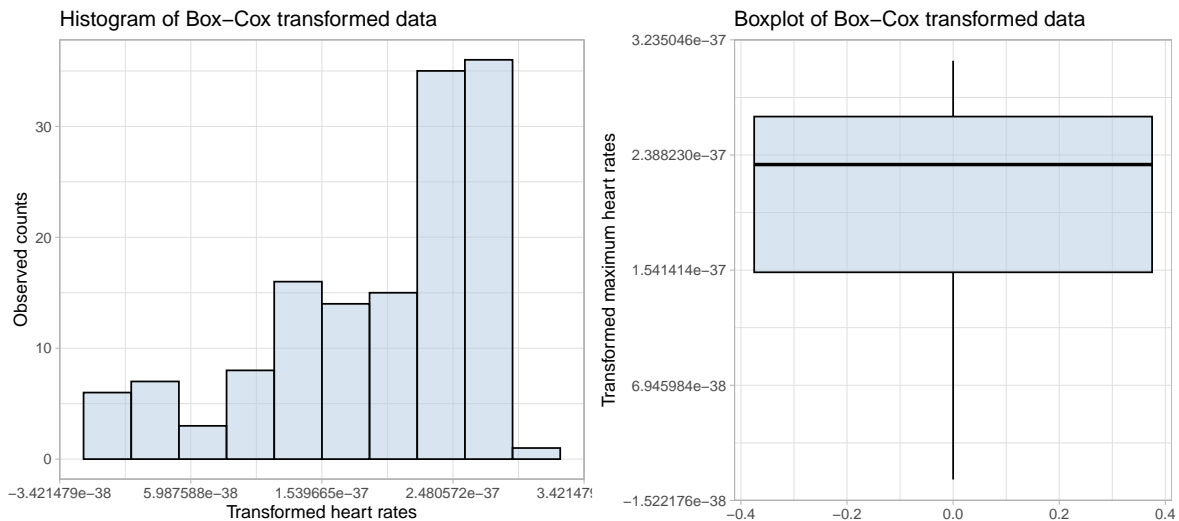 Histogram of Box−Cox transformed data
Observed counts
30
20
10
0
−3.421479e−38 5.987588e−38 1.539665e−37 2.480572e−37 3.42147
Transformed heart rates
Boxplot of Box−Cox transformed data
Transformed maximum heart rates
3.235046e−37
2.388230e−37
1.541414e−37
6.945984e−38
−1.522176e−38
−0.4 −0.2 0.0 0.2 0.4